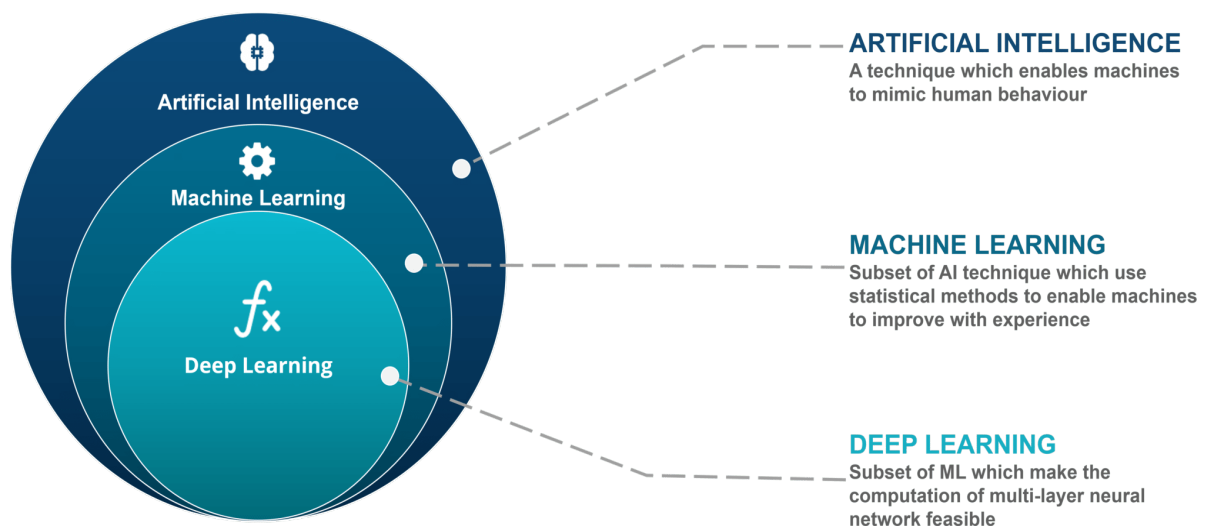 Artificial Intelligence
Machine Learning
fx
Deep Learning
ARTIFICIAL INTELLIGENCE
A technique which enables machines
to mimic human behaviour
MACHINE LEARNING
Subset of AI technique which use
statistical methods to enable machines
to improve with experience
DEEP LEARNING
Subset of ML which make the
computation of multi-layer neural
network feasible